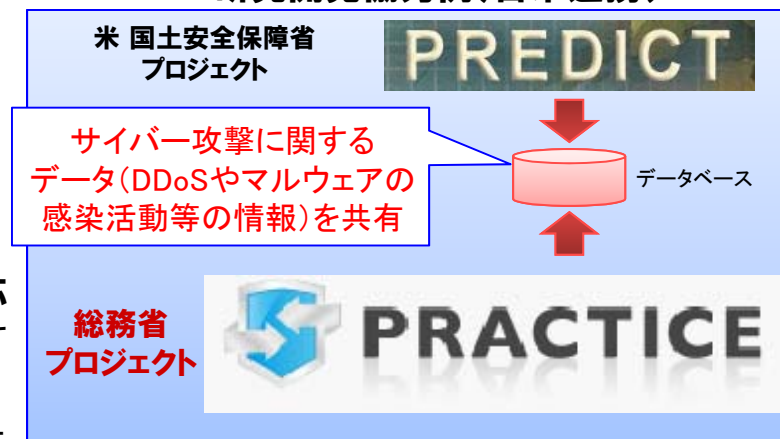 米 国土安全保障省
プロジェクト
PREDICT
サイバー攻撃に関する
データ(DDoSやマルウェアの
感染活動等の情報)を共有
データベース
総務省
プロジェクト
PRACTICE